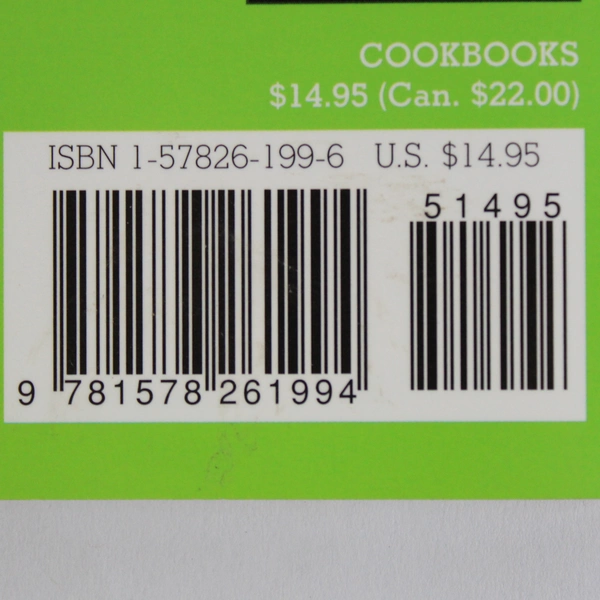 COOKBOOKS
$14.95 (Can. $22.00)
ISBN 1-57826-199-6 U.S. $14.95
51495
9 781578 261994